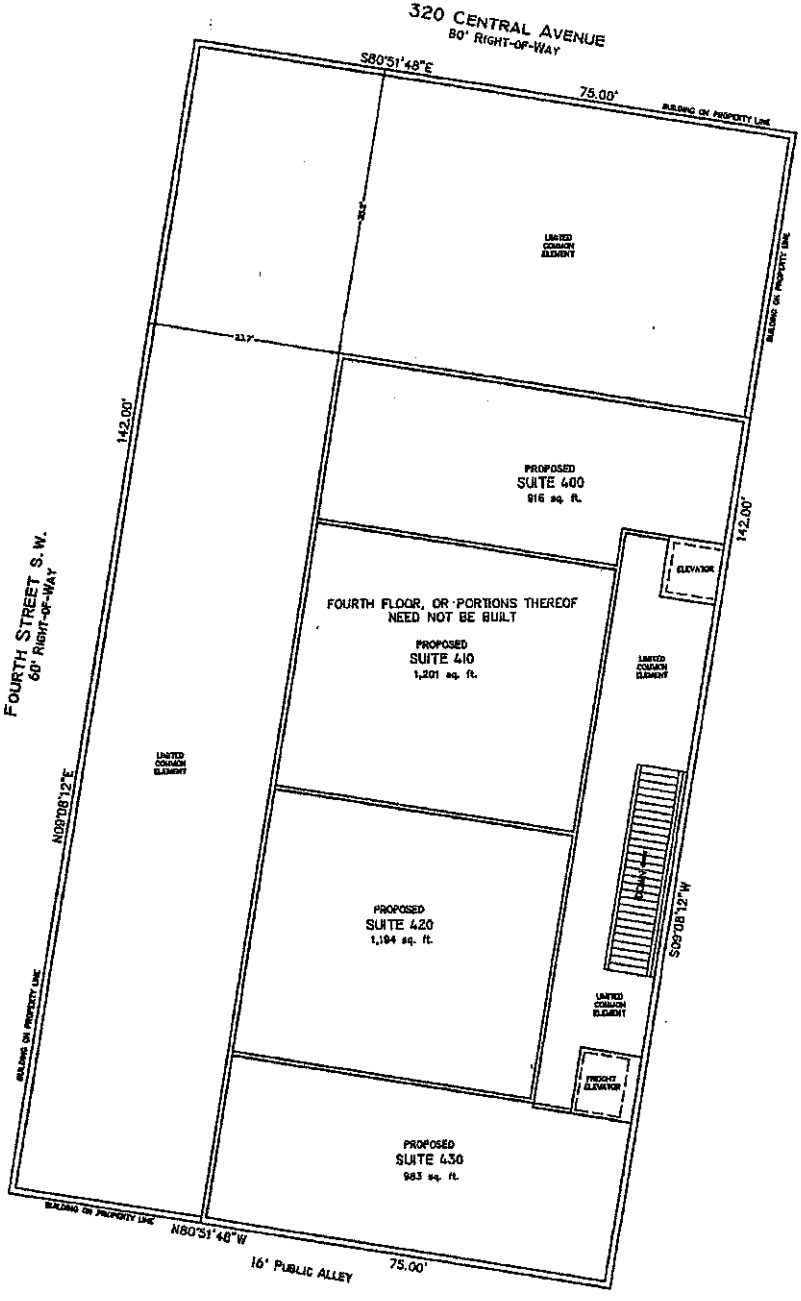 320 CENTRAL AVENUE
80' RIGHT-OF-WAY
S80°51'48"E
75.00'
BUILDING ON PROPERTY LINE
LIMITED
COMMON
ELEMENT
BUILDING ON PROPERTY LINE
23.7'
142.00'
PROPOSED
SUITE 400
916 sq. ft.
142.00'
ELEVATOR
FOURTH STREET S.W.
60' RIGHT-OF-WAY
FOURTH FLOOR, OR PORTIONS THEREOF
NEED NOT BE BUILT
PROPOSED
SUITE 410
1,201 sq. ft.
LIMITED
COMMON
ELEMENT
LIMITED
COMMON
ELEMENT
N09°08'12"E
DOWN
PROPOSED
SUITE 420
1,194 sq. ft.
S09°08'12"W
LIMITED
COMMON
ELEMENT
BUILDING ON PROPERTY LINE
FREIGHT
ELEVATOR
PROPOSED
SUITE 430
983 sq. ft.
BUILDING ON PROPERTY LINE
N80°51'48"W
16' PUBLIC ALLEY
75.00'